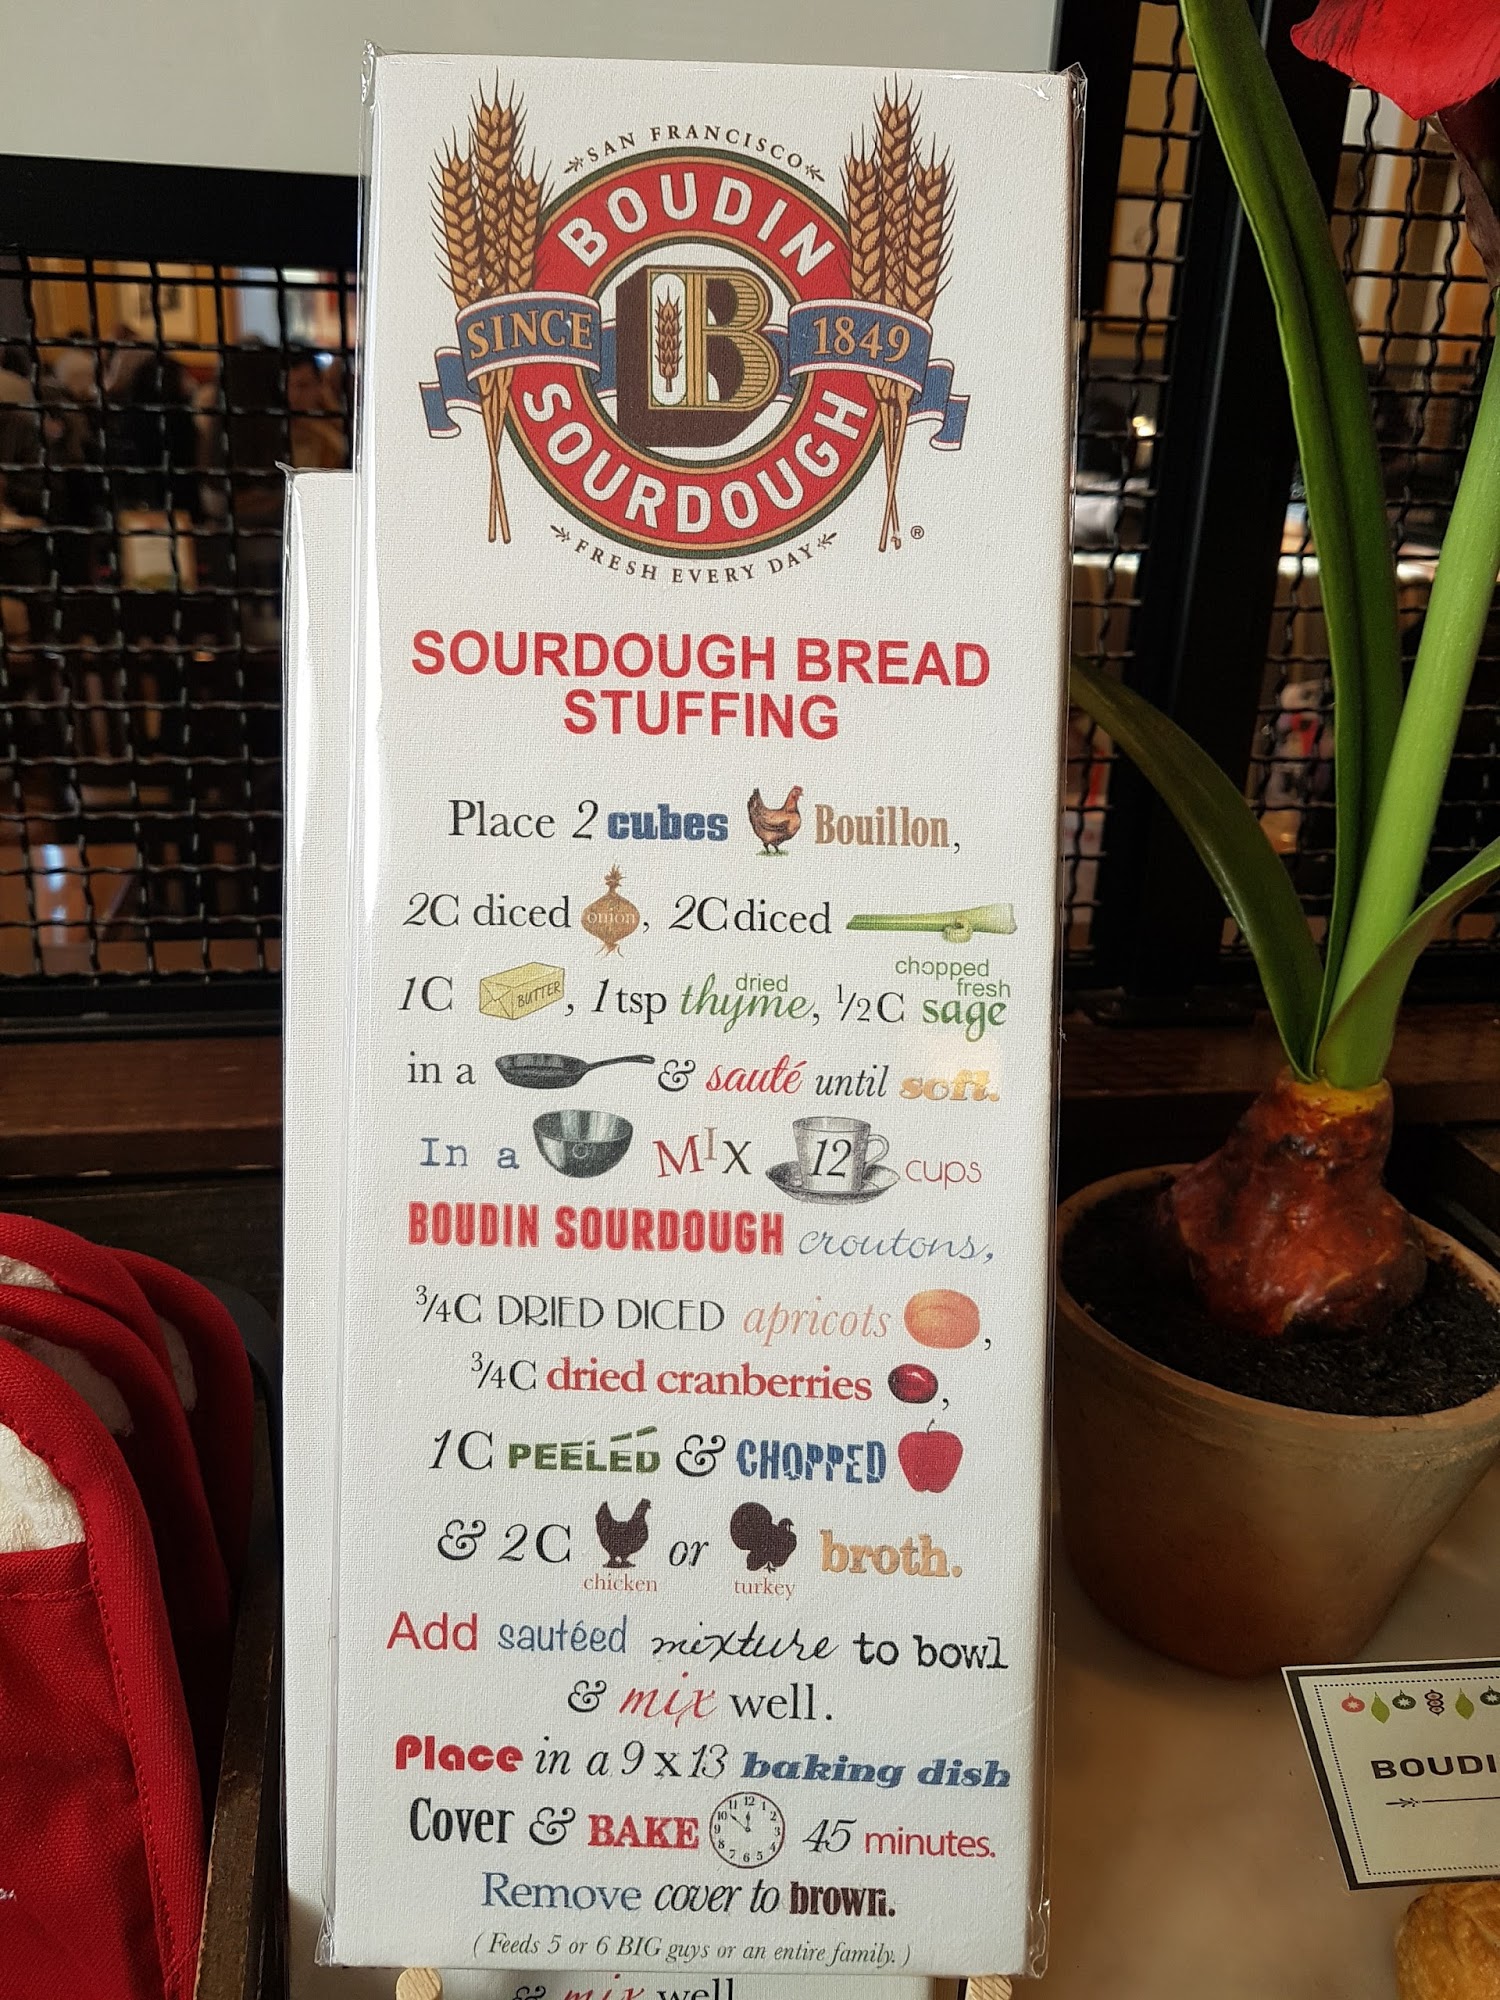 SAN FRANCISCO
BOUDIN
SINCE B 1849
SOURDOUGH
®
FRESH EVERY DAY
SOURDOUGH BREAD
STUFFING
Place 2 cubes Bouillon,
2C diced onion, 2C diced
1C BUTTER, 1 tsp dried thyme, 1/2C chopped fresh sage
in a & sauté until soft.
In a MIX 12 cups
BOUDIN SOURDOUGH croutons,
3/4C DRIED DICED apricots,
3/4C dried cranberries,
1C PEELED & CHOPPED
& 2C chicken or turkey broth.
Add sautéed mixture to bowl
& mix well.
Place in a 9 x 13 baking dish
Cover & BAKE 45 minutes.
Remove cover to brown.
( Feeds 5 or 6 BIG guys or an entire family. )
& mix well
BOUDI